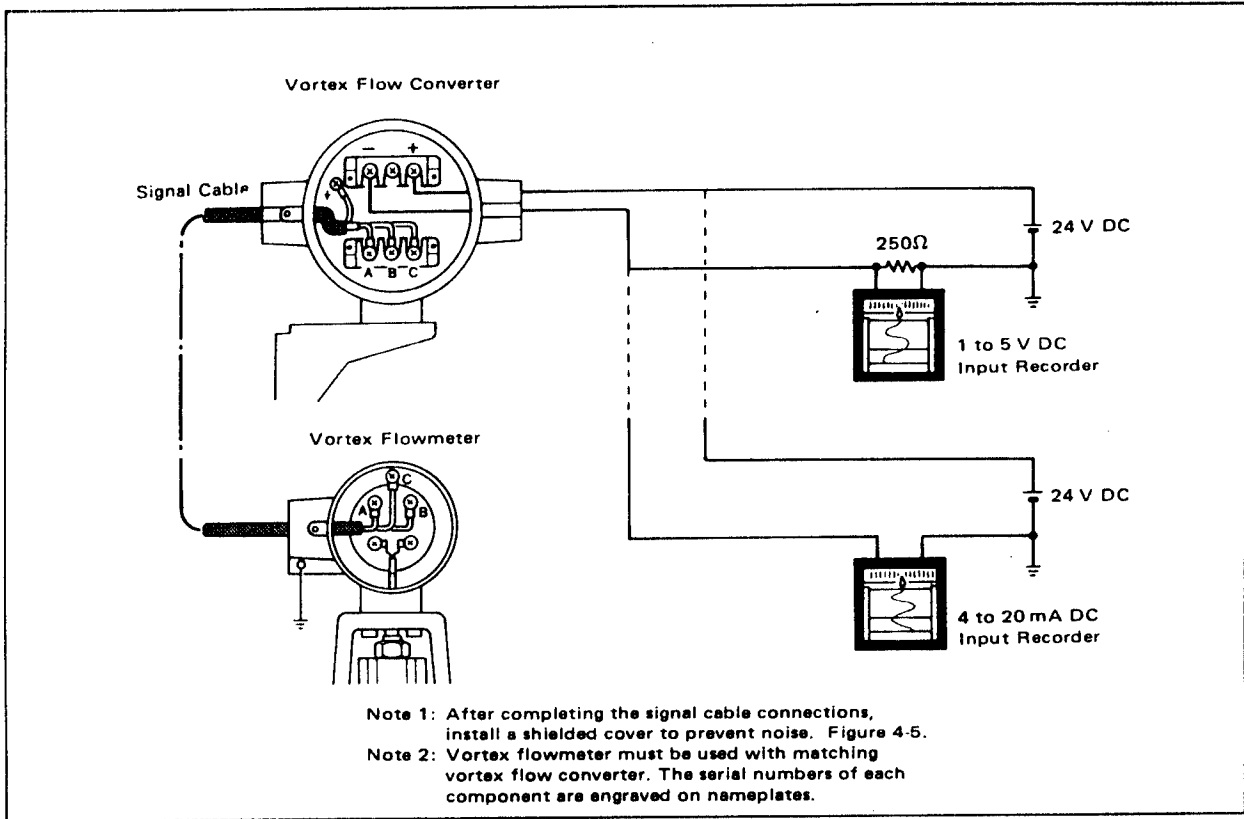 Vortex Flow Converter
− +
Signal Cable
A B C
24 V DC
250Ω
1 to 5 V DC
Input Recorder
Vortex Flowmeter
C
A B
24 V DC
4 to 20 mA DC
Input Recorder
Note 1: After completing the signal cable connections,
install a shielded cover to prevent noise. Figure 4-5.
Note 2: Vortex flowmeter must be used with matching
vortex flow converter. The serial numbers of each
component are engraved on nameplates.